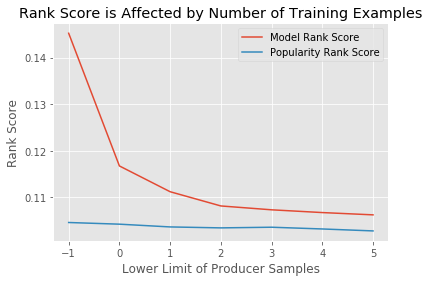 Rank Score is Affected by Number of Training Examples
Model Rank Score
Popularity Rank Score
0.14
0.13
0.12
0.11
Rank Score
−1 0 1 2 3 4 5
Lower Limit of Producer Samples